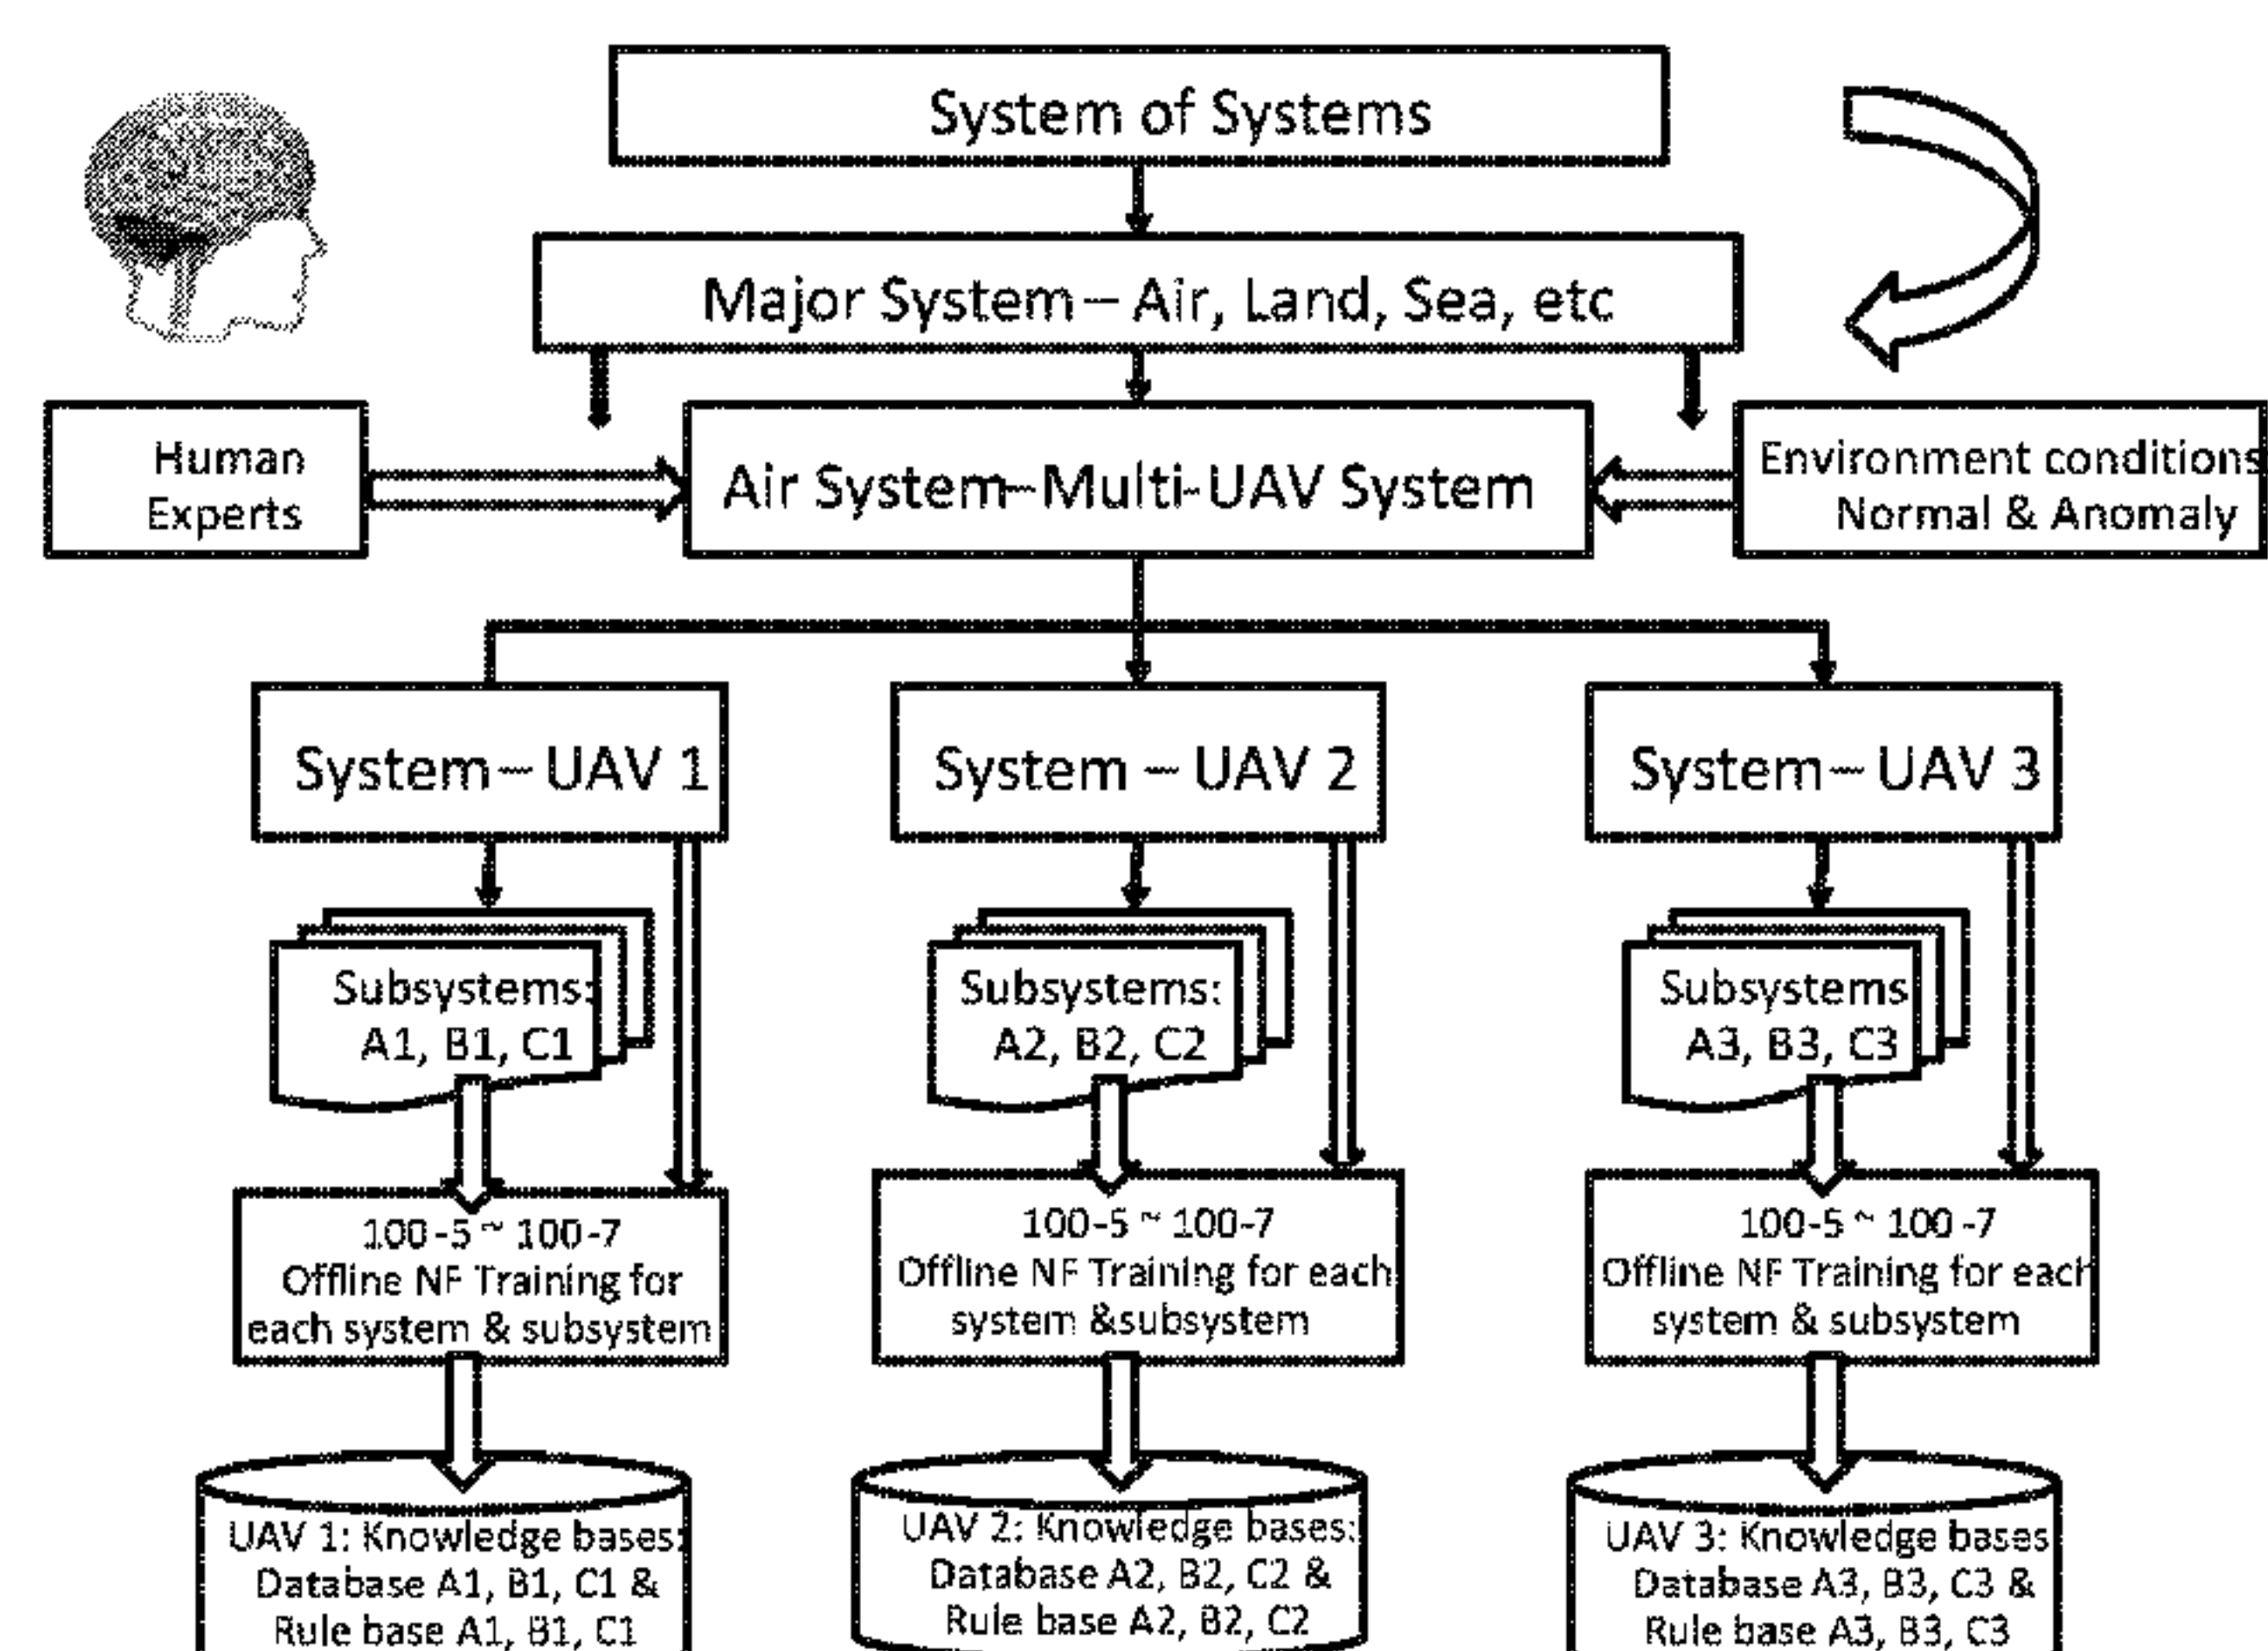 System of Systems
Major System – Air, Land, Sea, etc
Human
Experts
Air System–Multi-UAV System
Environment conditions
Normal & Anomaly
System – UAV 1
System – UAV 2
System – UAV 3
Subsystems:
A1, B1, C1
Subsystems:
A2, B2, C2
Subsystems
A3, B3, C3
100-5 ~ 100-7
Offline NF Training for
each system & subsystem
100-5 ~ 100-7
Offline NF Training for each
system &subsystem
100-5 ~ 100-7
Offline NF Training for each
system & subsystem
UAV 1: Knowledge bases:
Database A1, B1, C1 &
Rule base A1, B1, C1
UAV 2: Knowledge bases:
Database A2, B2, C2 &
Rule base A2, B2, C2
UAV 3: Knowledge bases
Database A3, B3, C3 &
Rule base A3, B3, C3